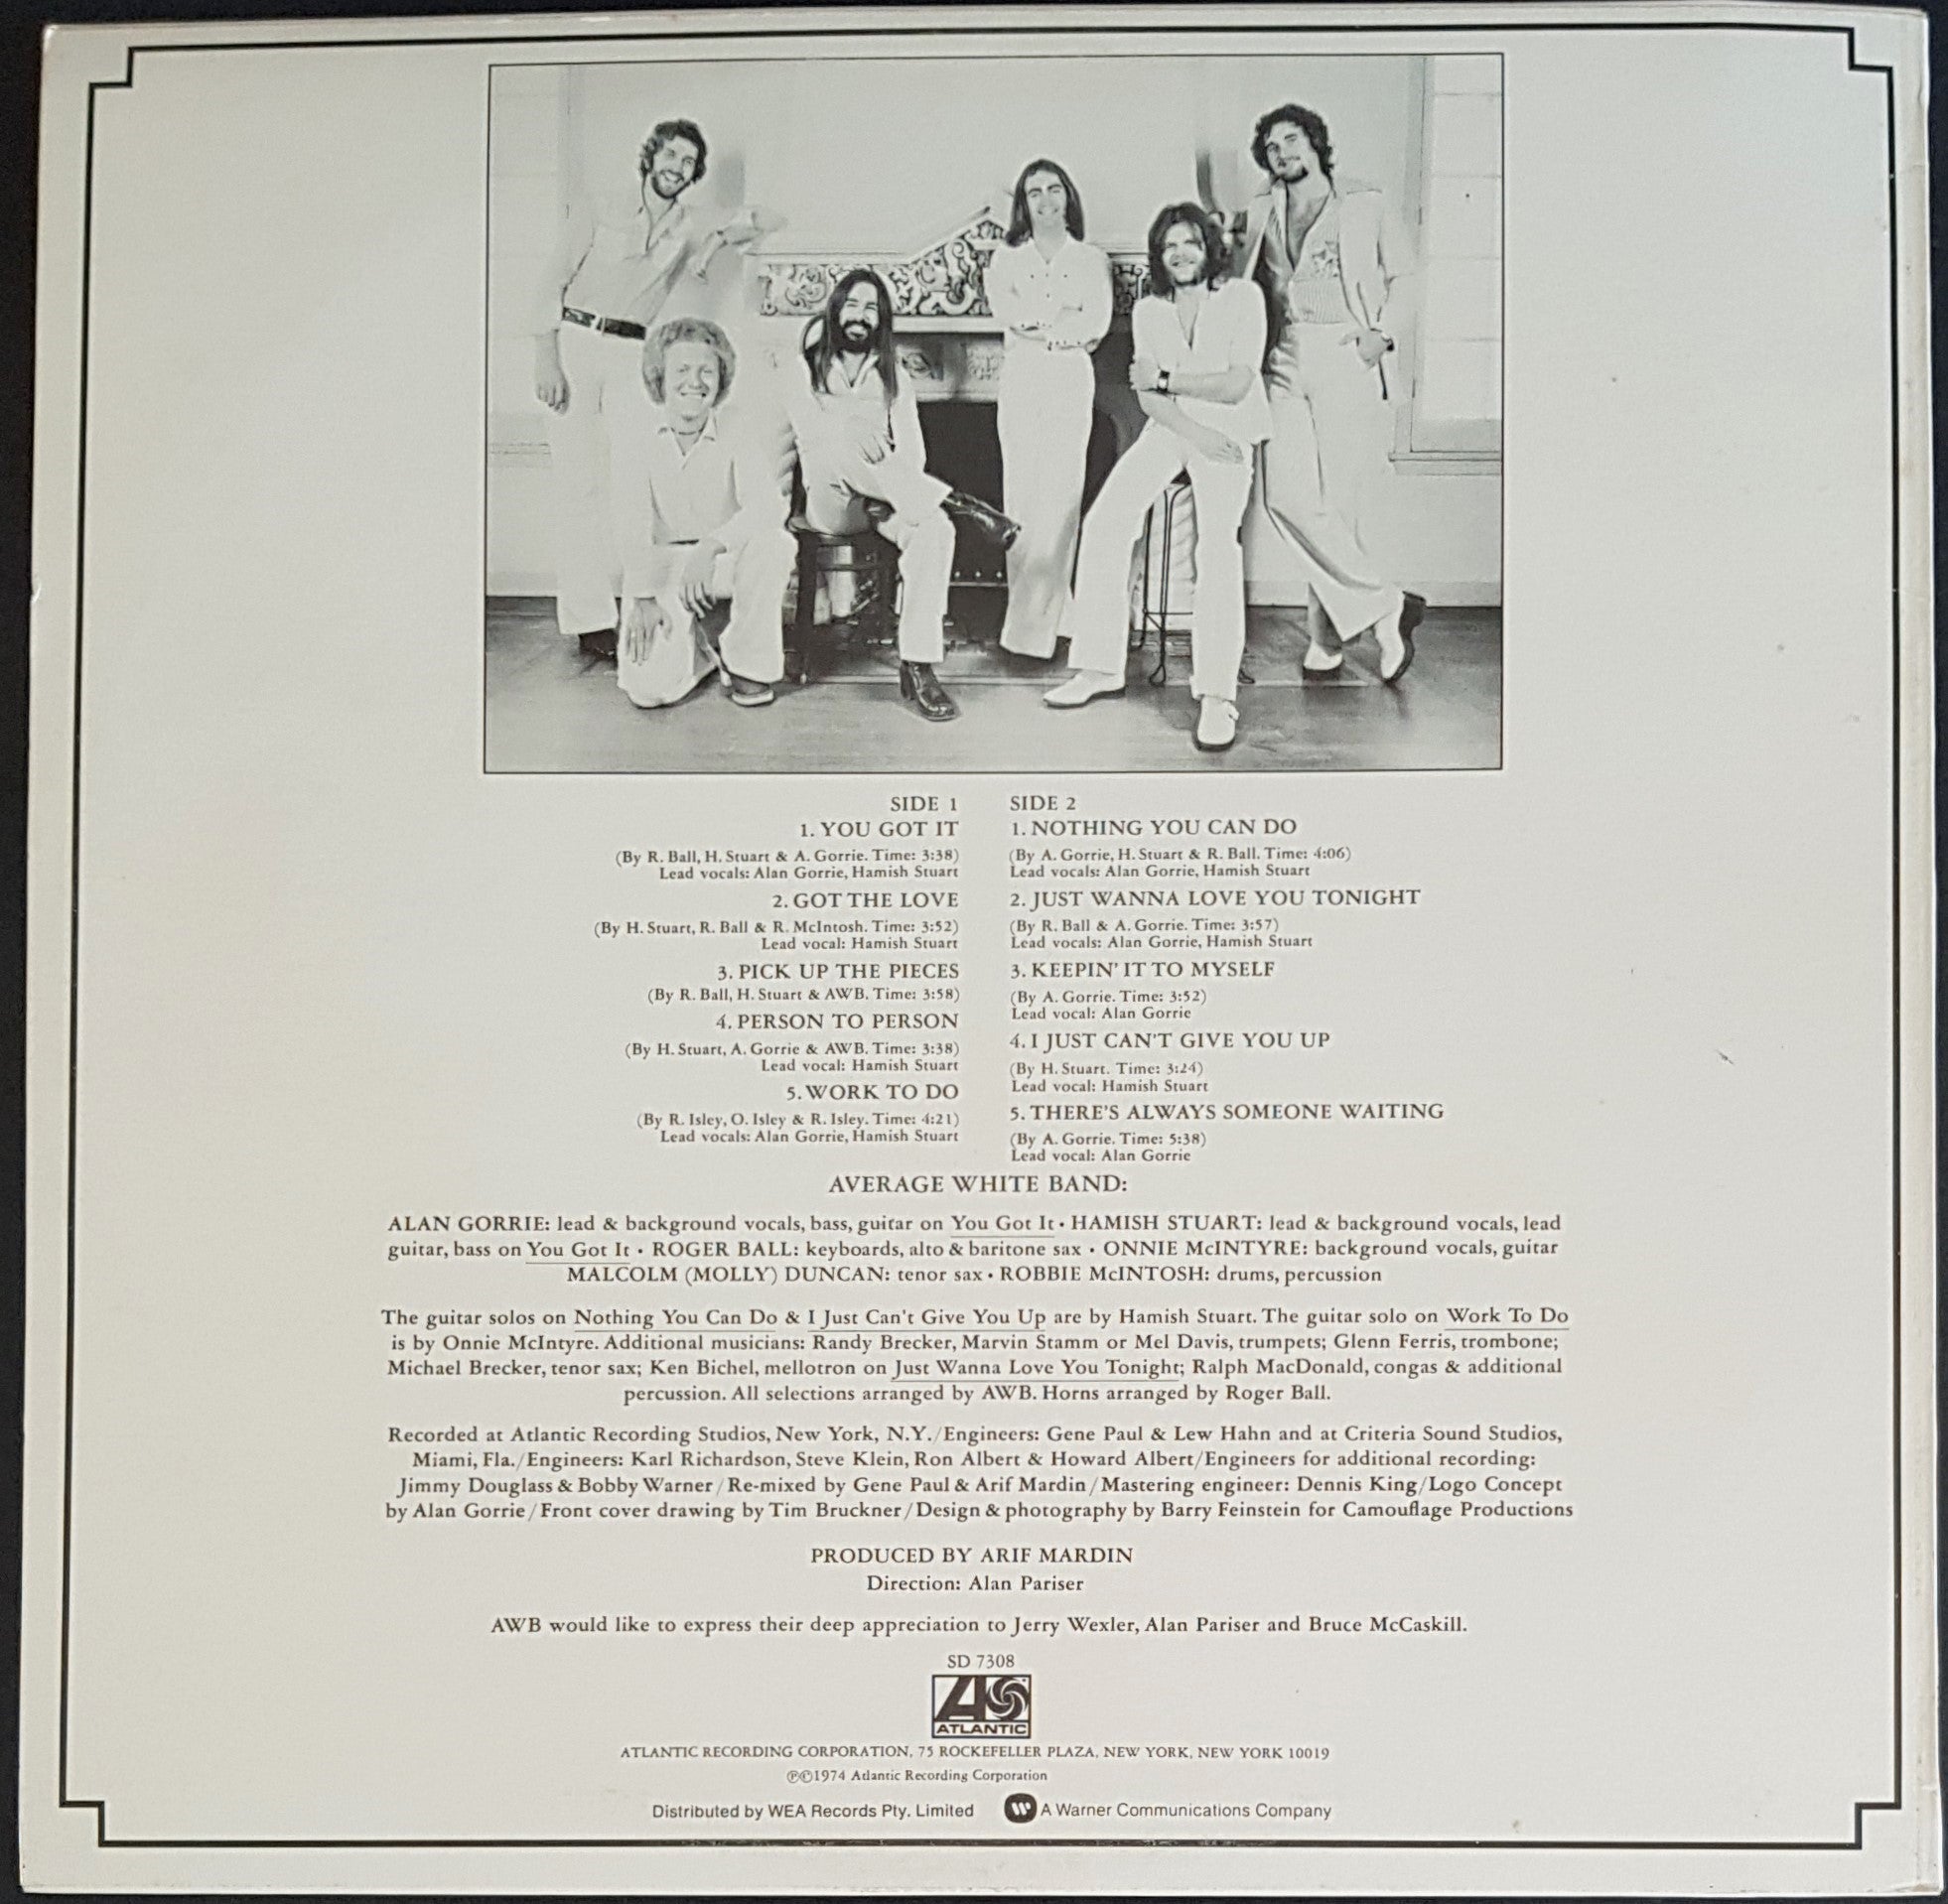 SIDE 1
1. YOU GOT IT
(By R. Ball, H. Stuart & A. Gorrie. Time: 3:38)
Lead vocals: Alan Gorrie, Hamish Stuart
2. GOT THE LOVE
(By H. Stuart, R. Ball & R. McIntosh. Time: 3:52)
Lead vocal: Hamish Stuart
3. PICK UP THE PIECES
(By R. Ball, H. Stuart & AWB. Time: 3:58)
4. PERSON TO PERSON
(By H. Stuart, A. Gorrie & AWB. Time: 3:38)
Lead vocal: Hamish Stuart
5. WORK TO DO
(By R. Isley, O. Isley & R. Isley. Time: 4:21)
Lead vocals: Alan Gorrie, Hamish Stuart
SIDE 2
1. NOTHING YOU CAN DO
(By A. Gorrie, H. Stuart & R. Ball. Time: 4:06)
Lead vocals: Alan Gorrie, Hamish Stuart
2. JUST WANNA LOVE YOU TONIGHT
(By R. Ball & A. Gorrie. Time: 3:57)
Lead vocals: Alan Gorrie, Hamish Stuart
3. KEEPIN' IT TO MYSELF
(By A. Gorrie. Time: 3:52)
Lead vocal: Alan Gorrie
4. I JUST CAN'T GIVE YOU UP
(By H. Stuart. Time: 3:24)
Lead vocal: Hamish Stuart
5. THERE'S ALWAYS SOMEONE WAITING
(By A. Gorrie. Time: 5:38)
Lead vocal: Alan Gorrie
AVERAGE WHITE BAND:
ALAN GORRIE: lead & background vocals, bass, guitar on You Got It • HAMISH STUART: lead & background vocals, lead
guitar, bass on You Got It • ROGER BALL: keyboards, alto & baritone sax • ONNIE McINTYRE: background vocals, guitar
MALCOLM (MOLLY) DUNCAN: tenor sax • ROBBIE McINTOSH: drums, percussion
The guitar solos on Nothing You Can Do & I Just Can't Give You Up are by Hamish Stuart. The guitar solo on Work To Do
is by Onnie McIntyre. Additional musicians: Randy Brecker, Marvin Stamm or Mel Davis, trumpets; Glenn Ferris, trombone;
Michael Brecker, tenor sax; Ken Bichel, mellotron on Just Wanna Love You Tonight; Ralph MacDonald, congas & additional
percussion. All selections arranged by AWB. Horns arranged by Roger Ball.
Recorded at Atlantic Recording Studios, New York, N.Y./Engineers: Gene Paul & Lew Hahn and at Criteria Sound Studios,
Miami, Fla./Engineers: Karl Richardson, Steve Klein, Ron Albert & Howard Albert/Engineers for additional recording:
Jimmy Douglass & Bobby Warner/Re-mixed by Gene Paul & Arif Mardin/Mastering engineer: Dennis King/Logo Concept
by Alan Gorrie/Front cover drawing by Tim Bruckner/Design & photography by Barry Feinstein for Camouflage Productions
PRODUCED BY ARIF MARDIN
Direction: Alan Pariser
AWB would like to express their deep appreciation to Jerry Wexler, Alan Pariser and Bruce McCaskill.
SD 7308
ATLANTIC
ATLANTIC RECORDING CORPORATION, 75 ROCKEFELLER PLAZA, NEW YORK, NEW YORK 10019
℗©1974 Atlantic Recording Corporation
Distributed by WEA Records Pty. Limited A Warner Communications Company